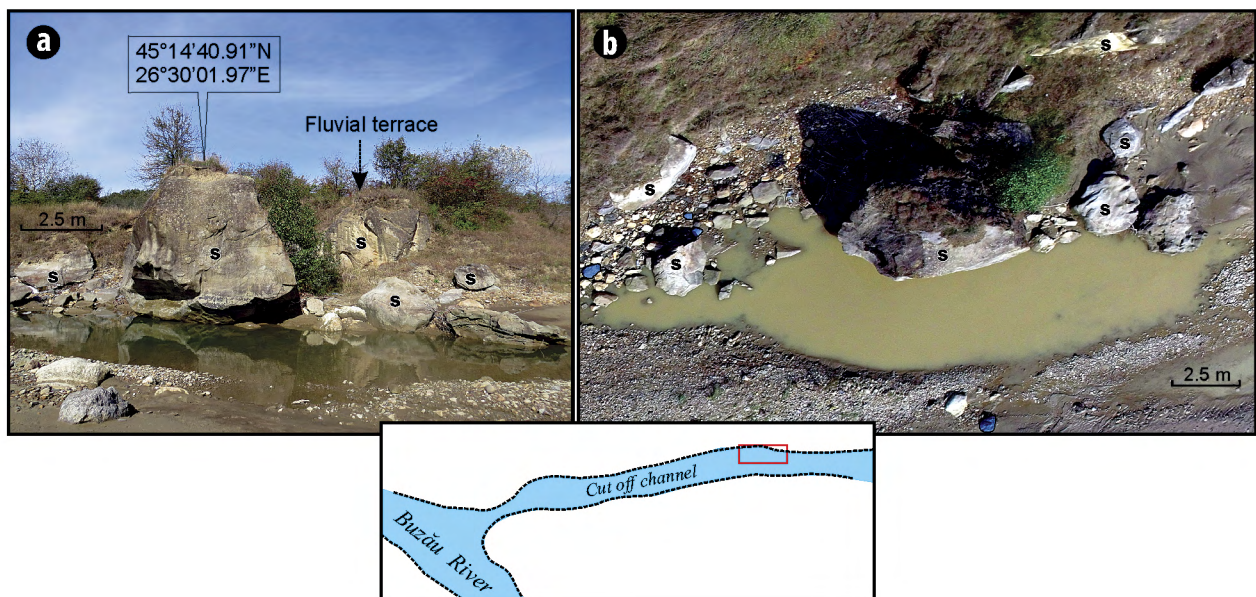 a
45°14'40.91"N
26°30'01.97"E
Fluvial terrace
2.5 m
s
s
s
s
s
b
s
s
s
s
s
s
2.5 m
Cut off channel
Buzău River